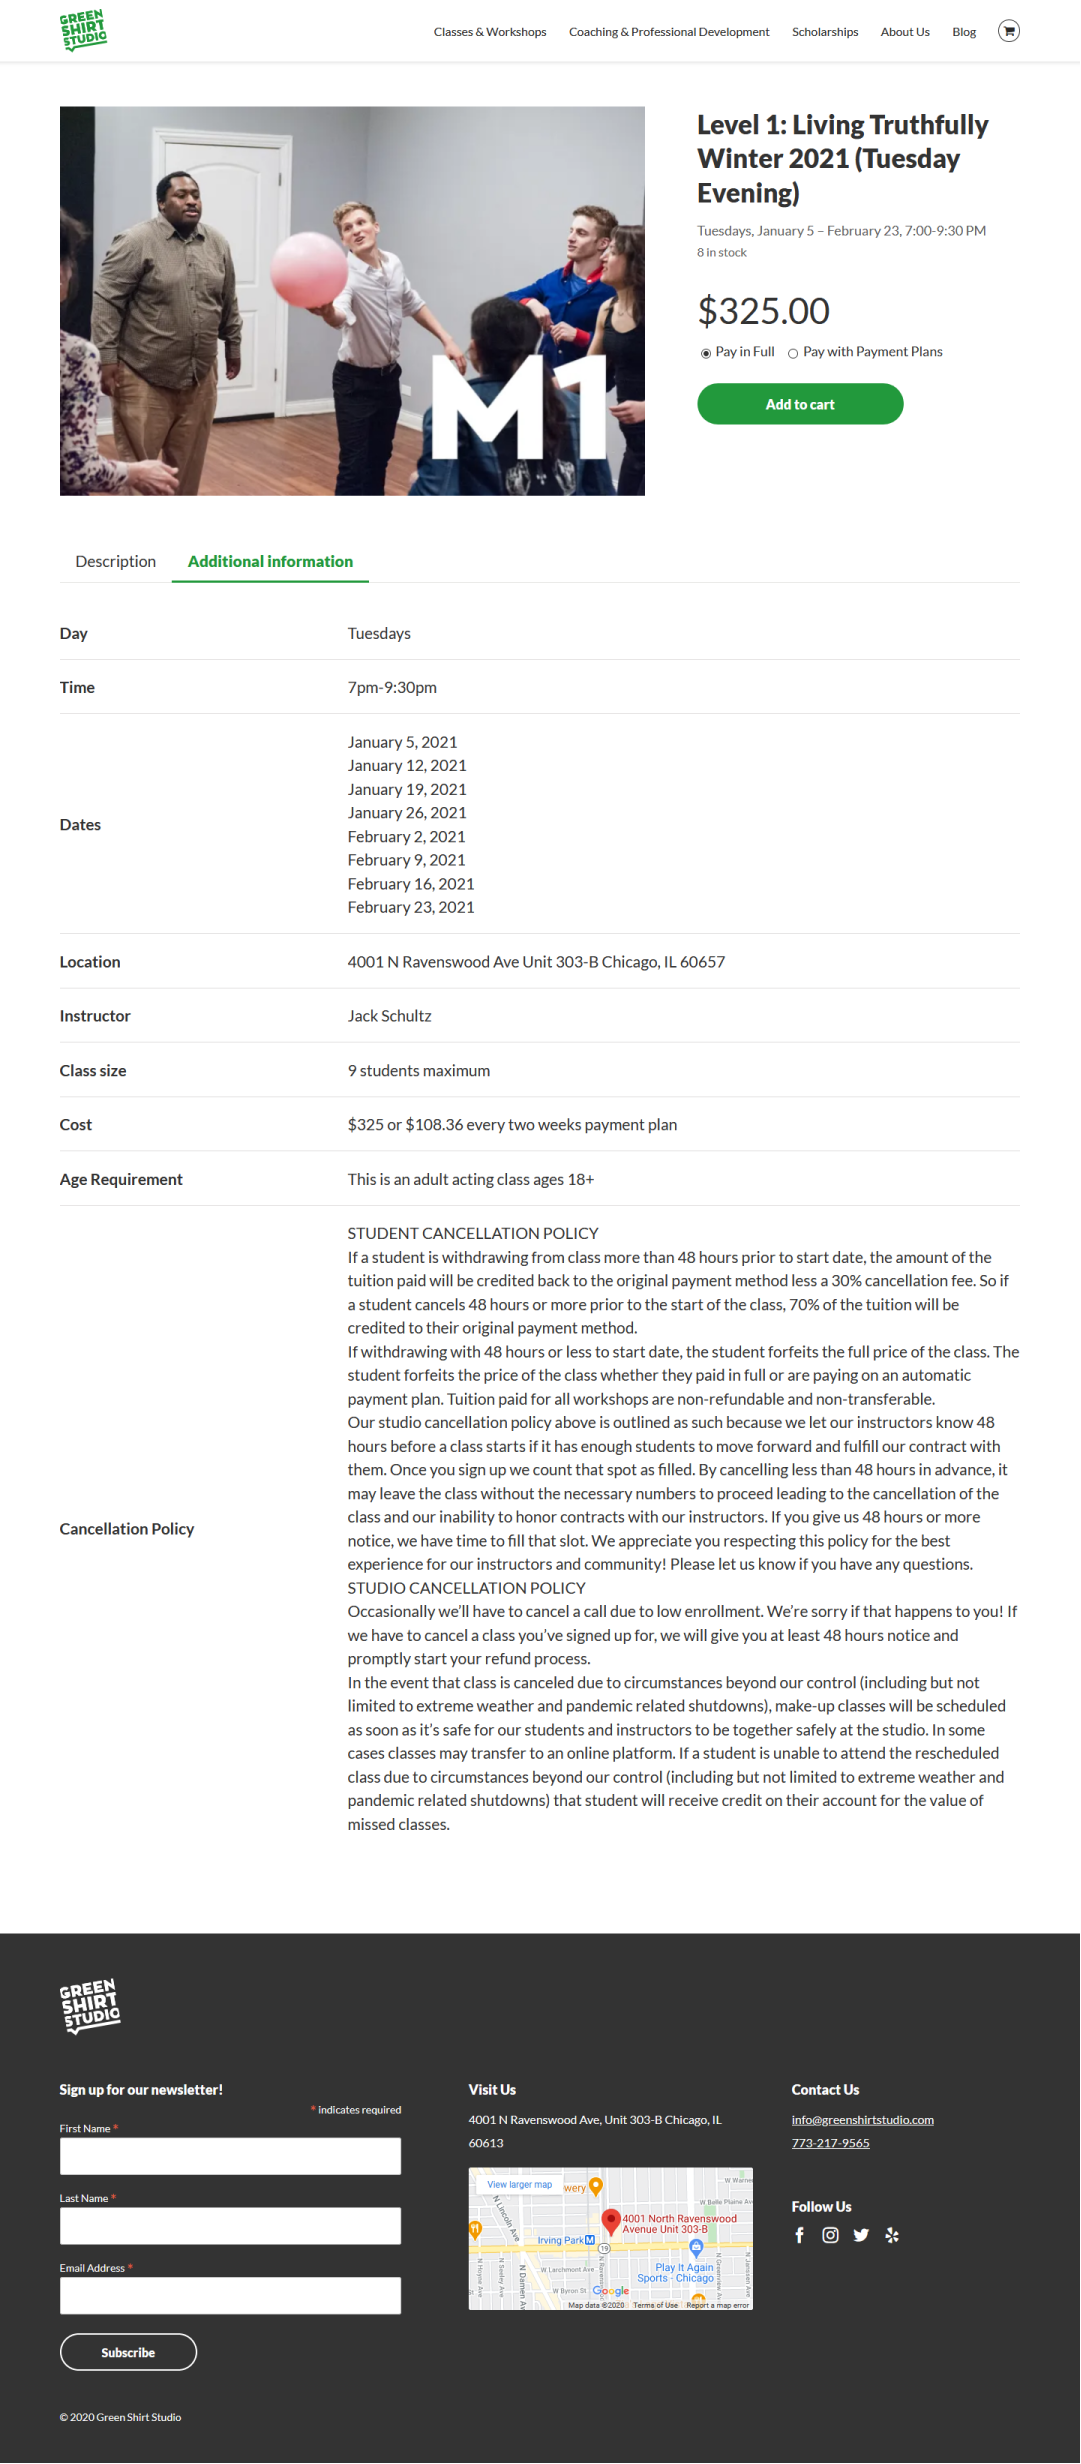 GREEN
SHIRT
STUDIO
Classes & Workshops
Coaching & Professional Development
Scholarships
About Us
Blog
M1
Level 1: Living Truthfully
Winter 2021 (Tuesday
Evening)
Tuesdays, January 5 – February 23, 7:00-9:30 PM
8 in stock
$325.00
Pay in Full
Pay with Payment Plans
Add to cart
Description
Additional information
Day
Tuesdays
Time
7pm-9:30pm
Dates
January 5, 2021
January 12, 2021
January 19, 2021
January 26, 2021
February 2, 2021
February 9, 2021
February 16, 2021
February 23, 2021
Location
4001 N Ravenswood Ave Unit 303-B Chicago, IL 60657
Instructor
Jack Schultz
Class size
9 students maximum
Cost
$325 or $108.36 every two weeks payment plan
Age Requirement
This is an adult acting class ages 18+
Cancellation Policy
STUDENT CANCELLATION POLICY
If a student is withdrawing from class more than 48 hours prior to start date, the amount of the
tuition paid will be credited back to the original payment method less a 30% cancellation fee. So if
a student cancels 48 hours or more prior to the start of the class, 70% of the tuition will be
credited to their original payment method.
If withdrawing with 48 hours or less to start date, the student forfeits the full price of the class. The
student forfeits the price of the class whether they paid in full or are paying on an automatic
payment plan. Tuition paid for all workshops are non-refundable and non-transferable.
Our studio cancellation policy above is outlined as such because we let our instructors know 48
hours before a class starts if it has enough students to move forward and fulfill our contract with
them. Once you sign up we count that spot as filled. By cancelling less than 48 hours in advance, it
may leave the class without the necessary numbers to proceed leading to the cancellation of the
class and our inability to honor contracts with our instructors. If you give us 48 hours or more
notice, we have time to fill that slot. We appreciate you respecting this policy for the best
experience for our instructors and community! Please let us know if you have any questions.
STUDIO CANCELLATION POLICY
Occasionally we’ll have to cancel a call due to low enrollment. We’re sorry if that happens to you! If
we have to cancel a class you’ve signed up for, we will give you at least 48 hours notice and
promptly start your refund process.
In the event that class is canceled due to circumstances beyond our control (including but not
limited to extreme weather and pandemic related shutdowns), make-up classes will be scheduled
as soon as it’s safe for our students and instructors to be together safely at the studio. In some
cases classes may transfer to an online platform. If a student is unable to attend the rescheduled
class due to circumstances beyond our control (including but not limited to extreme weather and
pandemic related shutdowns) that student will receive credit on their account for the value of
missed classes.
GREEN
SHIRT
STUDIO
Sign up for our newsletter!
* indicates required
First Name *
Last Name *
Email Address *
Subscribe
Visit Us
4001 N Ravenswood Ave, Unit 303-B Chicago, IL
60613
View larger map
ewery
W Warne
W Belle Plaine Av
N Lincoln Ave
4001 North Ravenswood
Avenue Unit 303-B
Irving Park M
19
W Larchmont Ave
Play It Again
Sports - Chicago
W Byron St
N Hoyne Ave
N Seeley Ave
N Damen Av
N Ravens
N Janssen Ave
Google
Map data ©2020
Terms of Use
Report a map error
Contact Us
info@greenshirtstudio.com
773-217-9565
Follow Us
© 2020 Green Shirt Studio